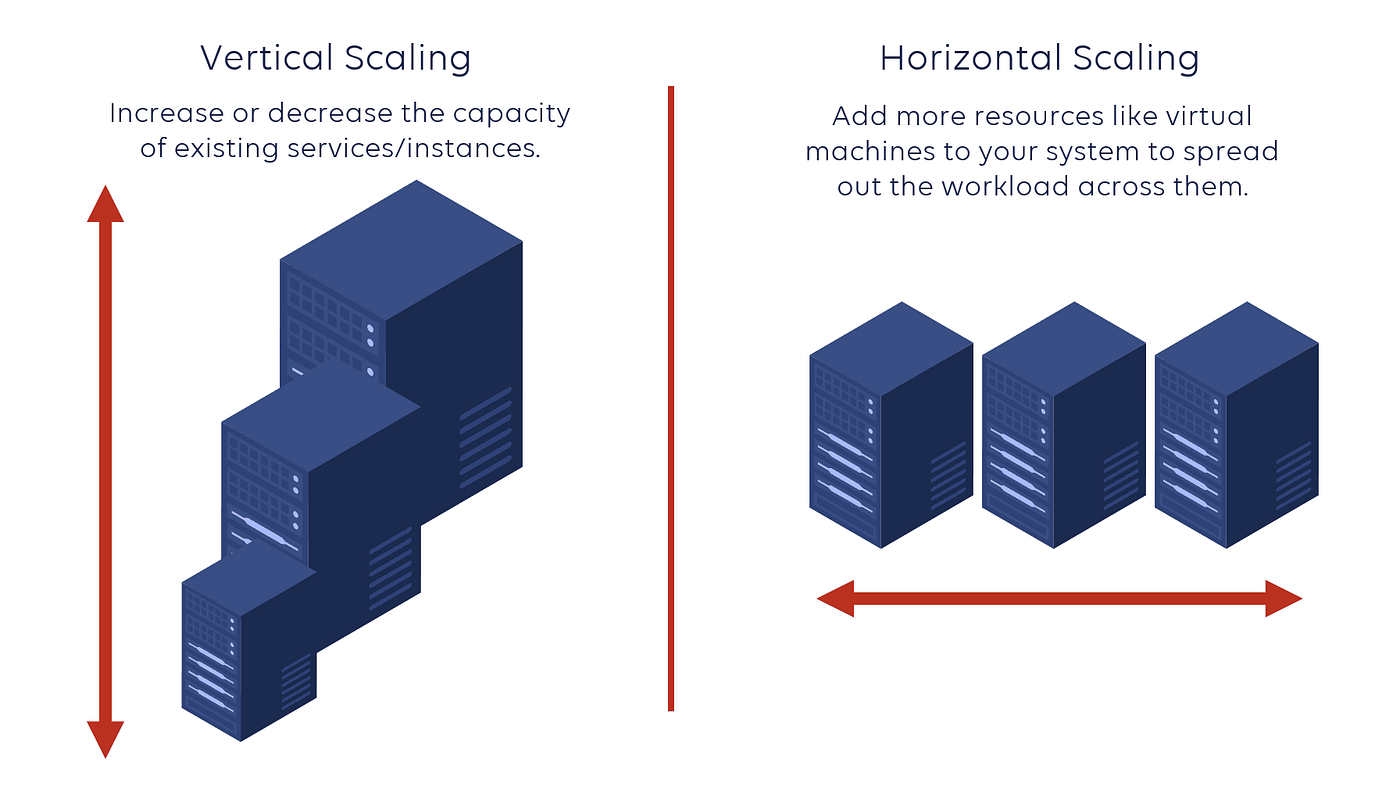 Vertical Scaling
Increase or decrease the capacity
of existing services/instances.
Horizontal Scaling
Add more resources like virtual
machines to your system to spread
out the workload across them.